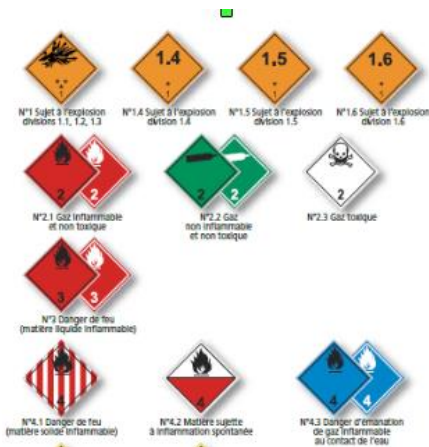 1
1.4
1
1.5
1
1.6
1
N°1 Sujet à l'explosion
divisions 1.1, 1.2, 1.3
N°1.4 Sujet à l'explosion
division 1.4
N°1.5 Sujet à l'explosion
division 1.5
N°1.6 Sujet à l'explosion
division 1.6
2
2
2
2
2
N°2.1 Gaz inflammable
et non toxique
N°2.2 Gaz
non inflammable
et non toxique
N°2.3 Gaz toxique
3
3
N°3 Danger de feu
(matière liquide inflammable)
4
4
4
4
N°4.1 Danger de feu
(matière solide inflammable)
N°4.2 Matière sujette
à inflammation spontanée
N°4.3 Danger d'émanation
de gaz inflammable
au contact de l'eau